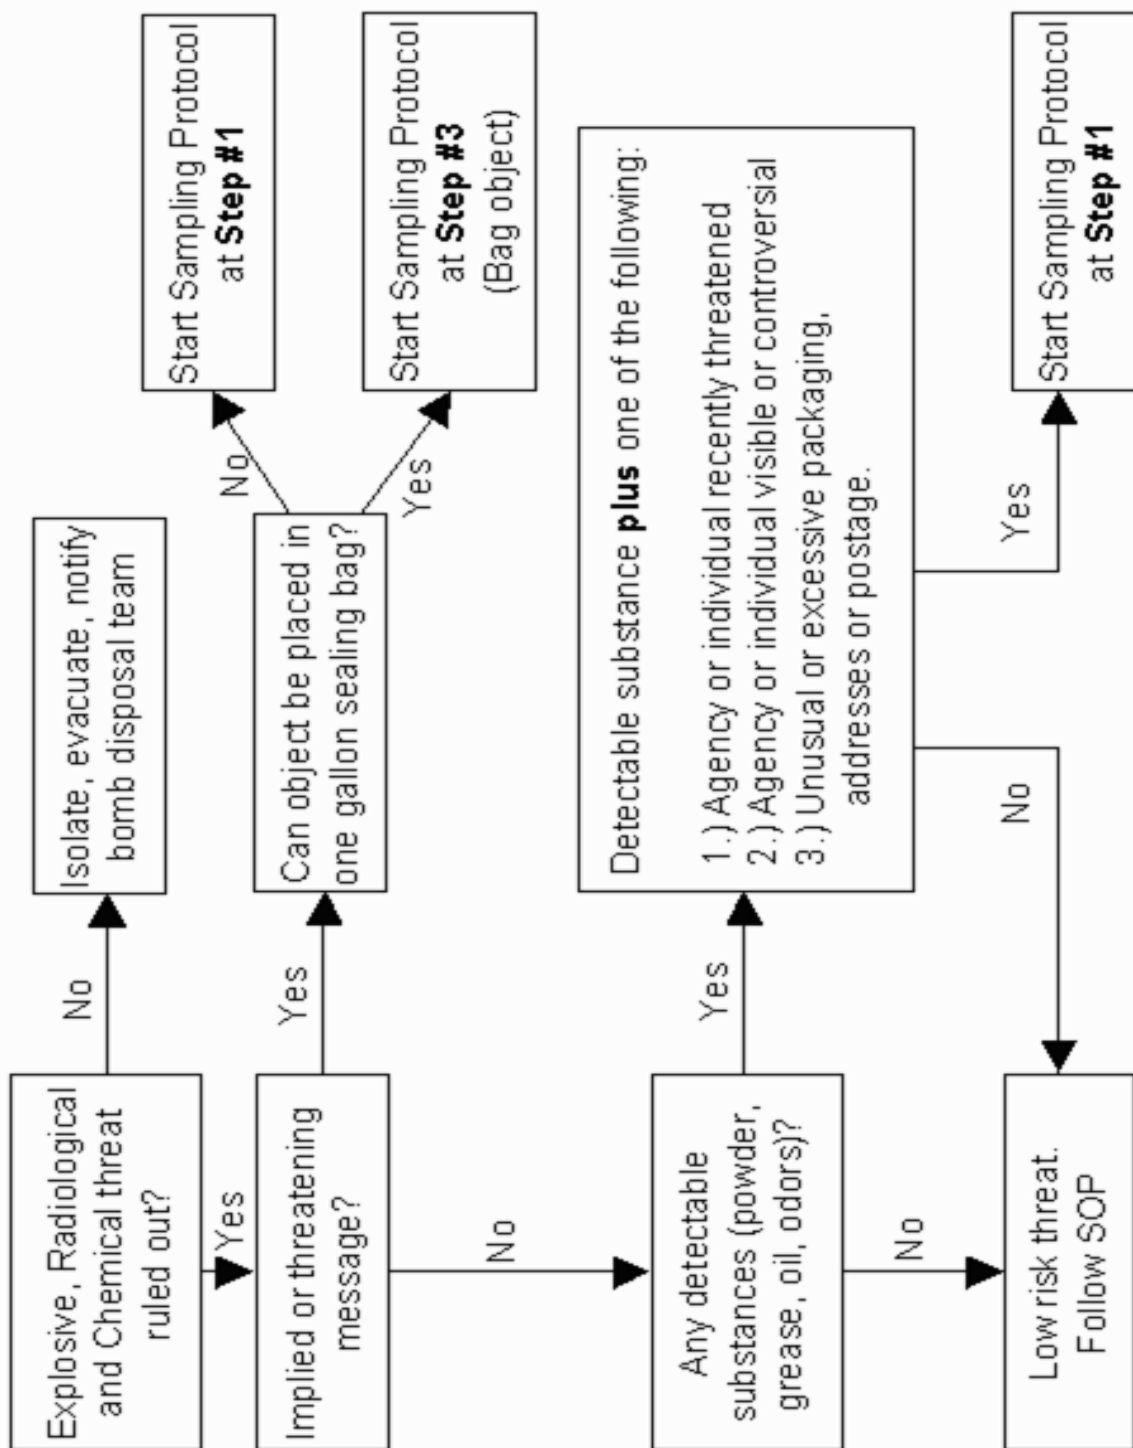 Explosive, Radiological
and Chemical threat
ruled out?
No
Isolate, evacuate, notify
bomb disposal team
Yes
Implied or threatening
message?
Yes
Can object be placed in
one gallon sealing bag?
No
Start Sampling Protocol
at Step #1
Yes
Start Sampling Protocol
at Step #3
(Bag object)
No
Any detectable
substances (powder,
grease, oil, odors)?
Yes
Detectable substance plus one of the following:
1.) Agency or individual recently threatened
2.) Agency or individual visible or controversial
3.) Unusual or excessive packaging,
addresses or postage.
Yes
Start Sampling Protocol
at Step #1
No
No
Low risk threat.
Follow SOP